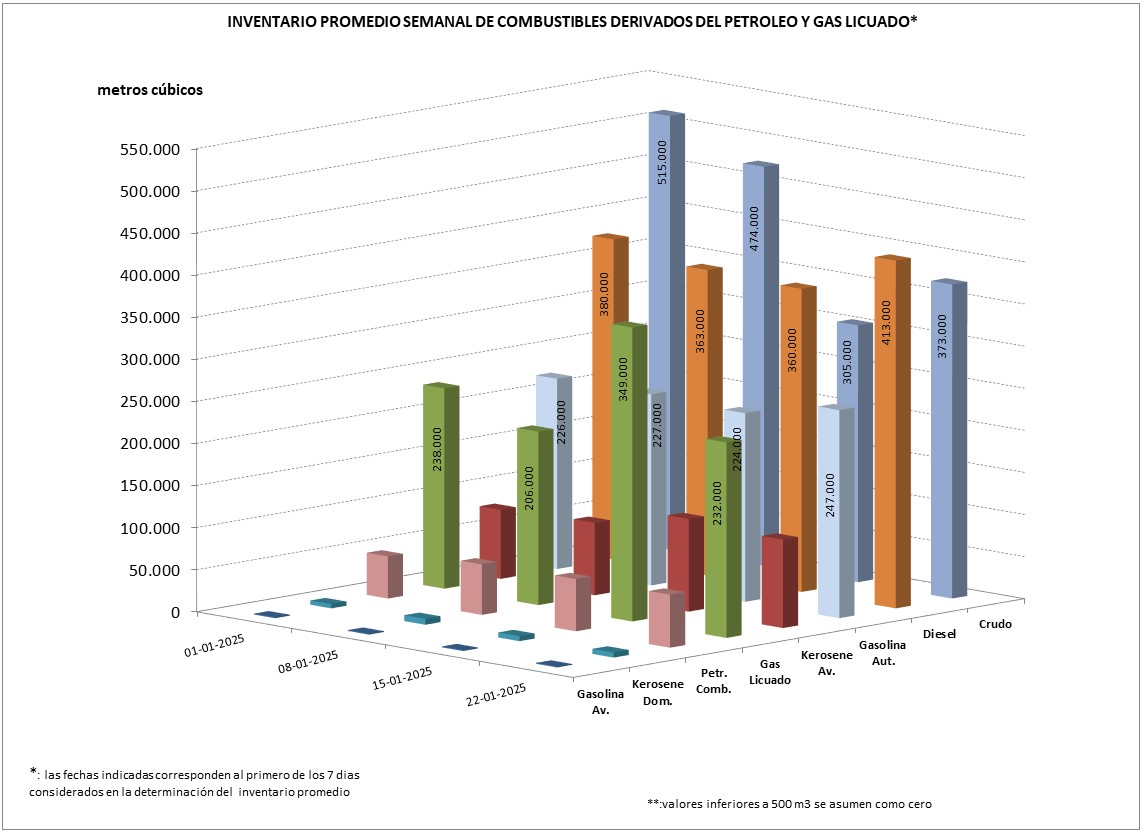 INVENTARIO PROMEDIO SEMANAL DE COMBUSTIBLES DERIVADOS DEL PETROLEO Y GAS LICUADO*
metros cúbicos
550.000
500.000
450.000
400.000
350.000
300.000
250.000
200.000
150.000
100.000
50.000
0
515.000
474.000
305.000
373.000
380.000
363.000
360.000
413.000
226.000
227.000
224.000
247.000
238.000
206.000
349.000
232.000
01-01-2025
08-01-2025
15-01-2025
22-01-2025
Gasolina
Av.
Kerosene
Dom.
Petr.
Comb.
Gas
Licuado
Kerosene
Av.
Gasolina
Aut.
Diesel
Crudo
*: las fechas indicadas corresponden al primero de los 7 dias
considerados en la determinación del inventario promedio
**:valores inferiores a 500 m3 se asumen como cero